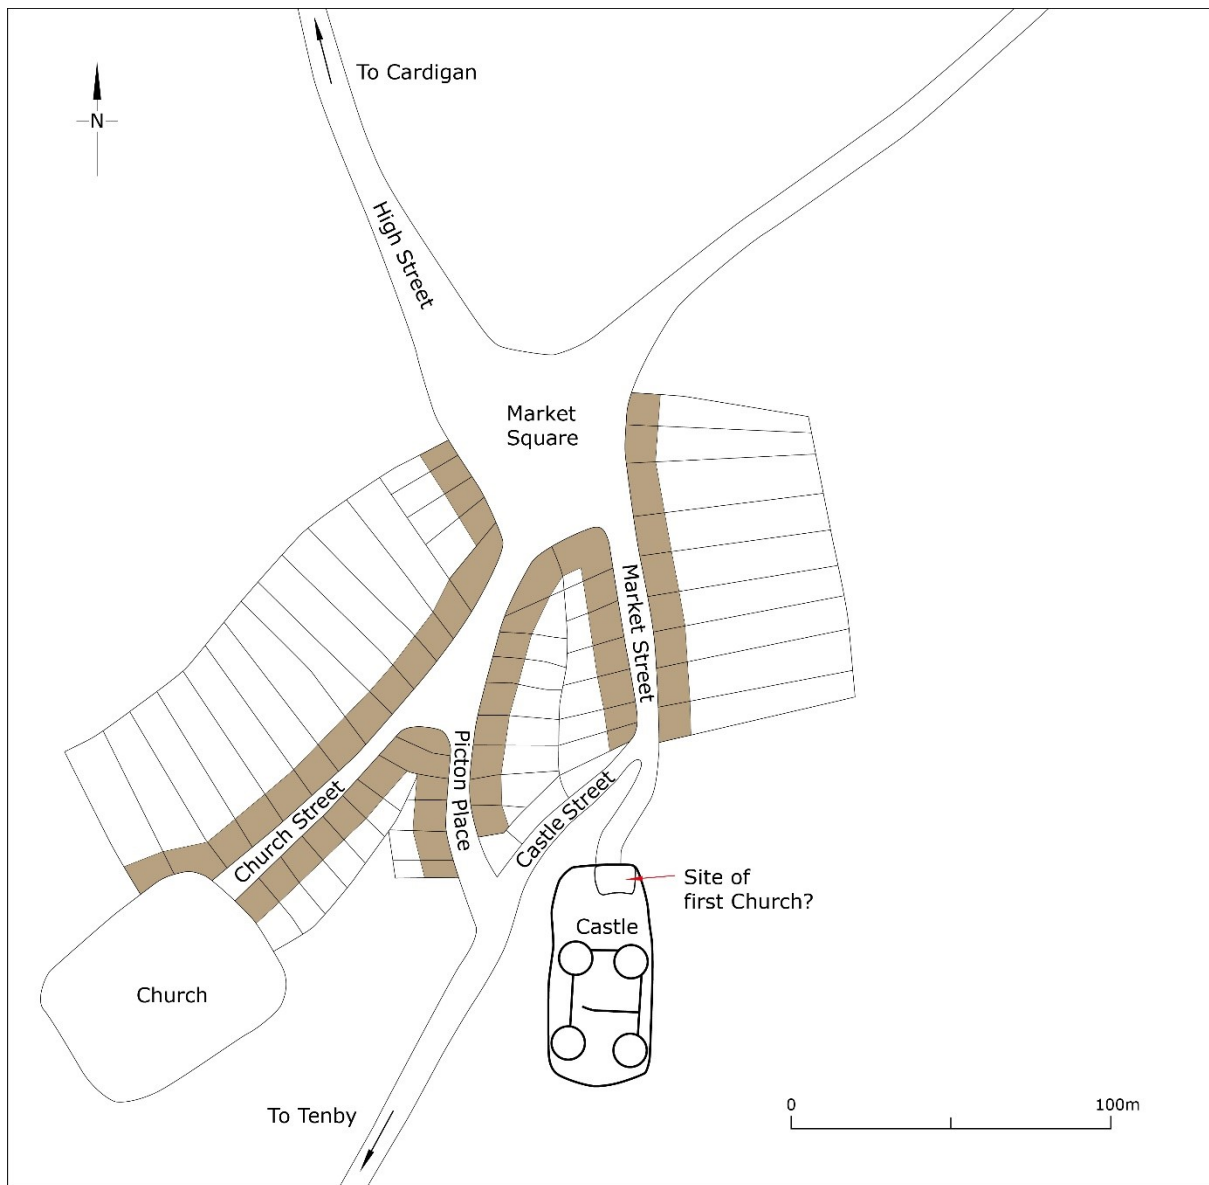 To Cardigan
N
High Street
Market
Square
Market Street
Picton Place
Church Street
Castle Street
Site of
first Church?
Castle
Church
To Tenby
0
100m